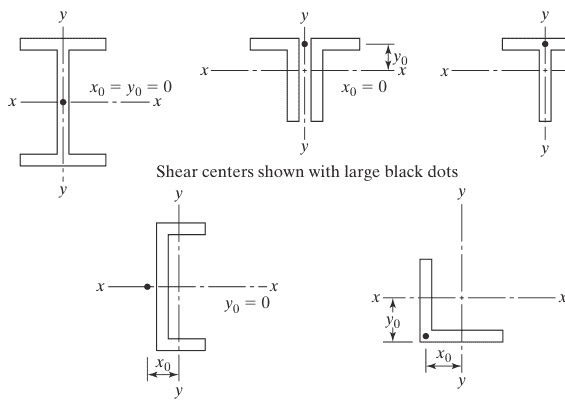 y y y
x x₀ = y₀ = 0 x
x y₀ x
x₀ = 0
x
y y y
Shear centers shown with large black dots
y y
x x
y₀ = 0
x x
y₀
x₀ x₀
y y